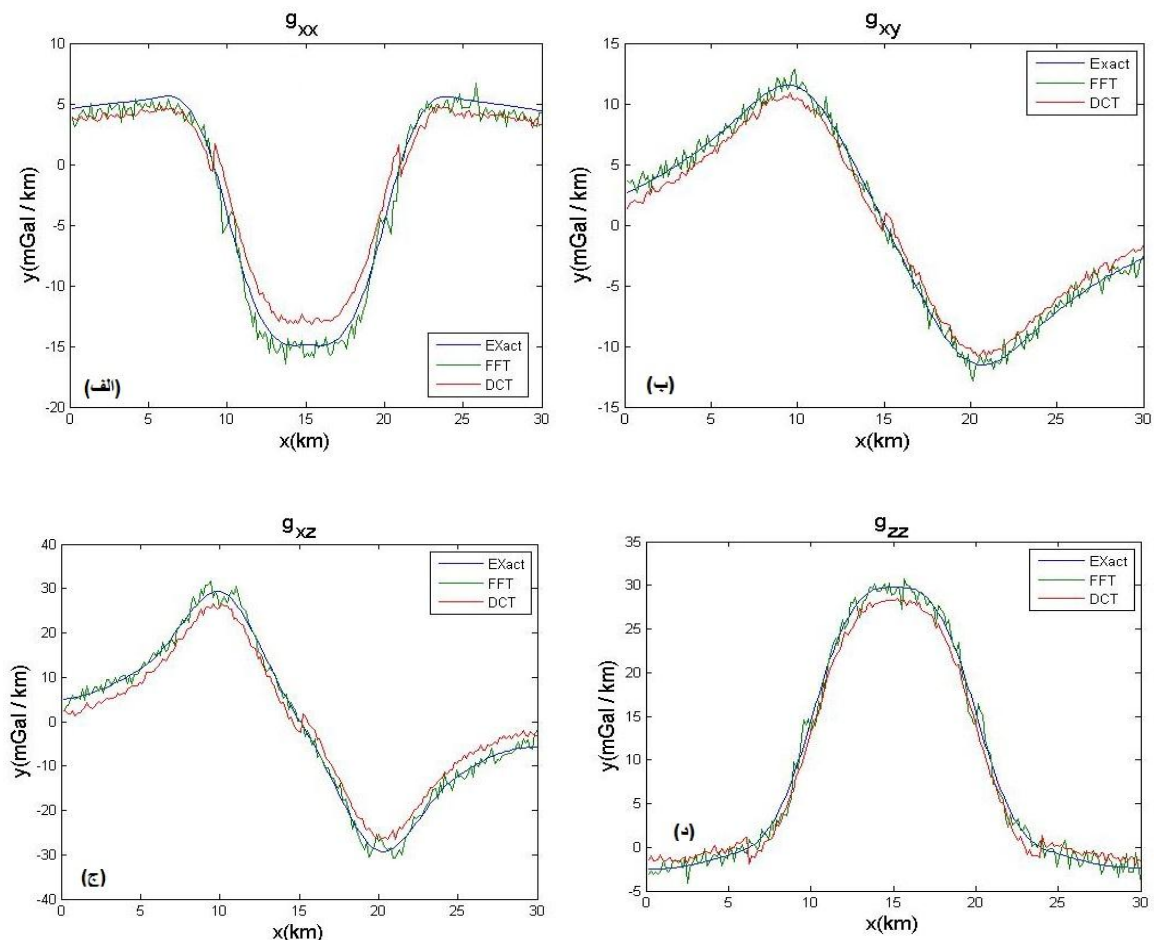 g_xx
10
5
0
-5
-10
-15
-20
y(mGal / km)
EXact
FFT
DCT
(الف)
0 5 10 15 20 25 30
x(km)
g_xy
15
10
5
0
-5
-10
-15
y(mGal / km)
Exact
FFT
DCT
(ب)
0 5 10 15 20 25 30
x(km)
g_xz
40
30
20
10
0
-10
-20
-30
-40
y(mGal / km)
EXact
FFT
DCT
(ج)
0 5 10 15 20 25 30
x(km)
g_zz
35
30
25
20
15
10
5
0
-5
y(mGal / km)
EXact
FFT
DCT
(د)
0 5 10 15 20 25 30
x(km)